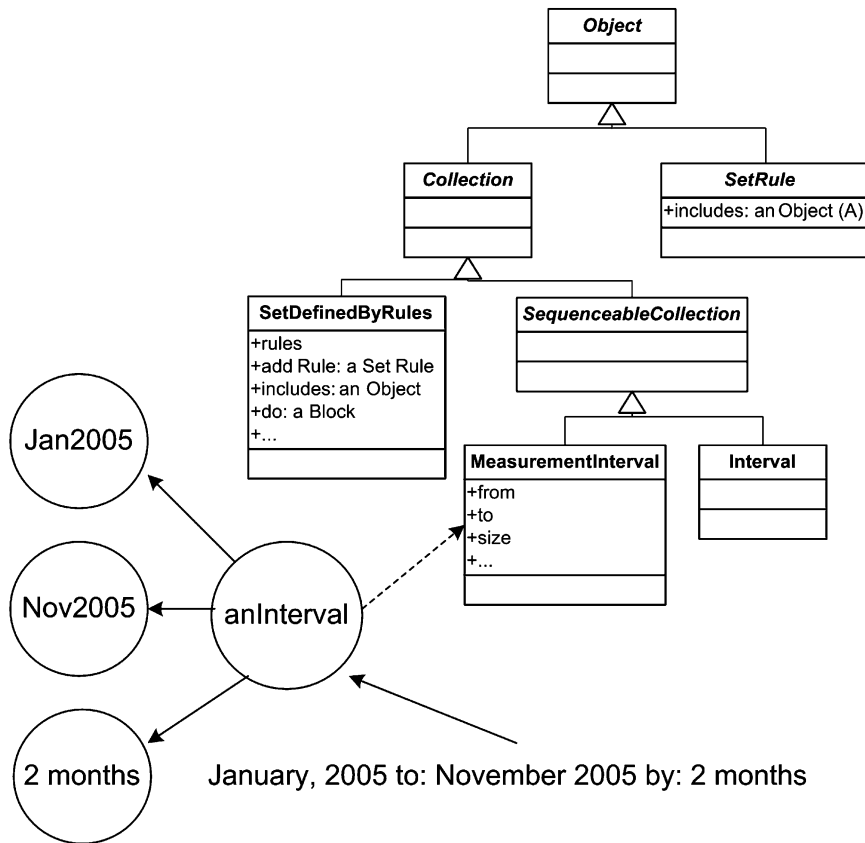 Object
Collection
SetRule
+includes: an Object (A)
SetDefinedByRules
+rules
+add Rule: a Set Rule
+includes: an Object
+do: a Block
+...
SequenceableCollection
MeasurementInterval
+from
+to
+size
+...
Interval
Jan2005
Nov2005
anInterval
2 months
January, 2005 to: November 2005 by: 2 months